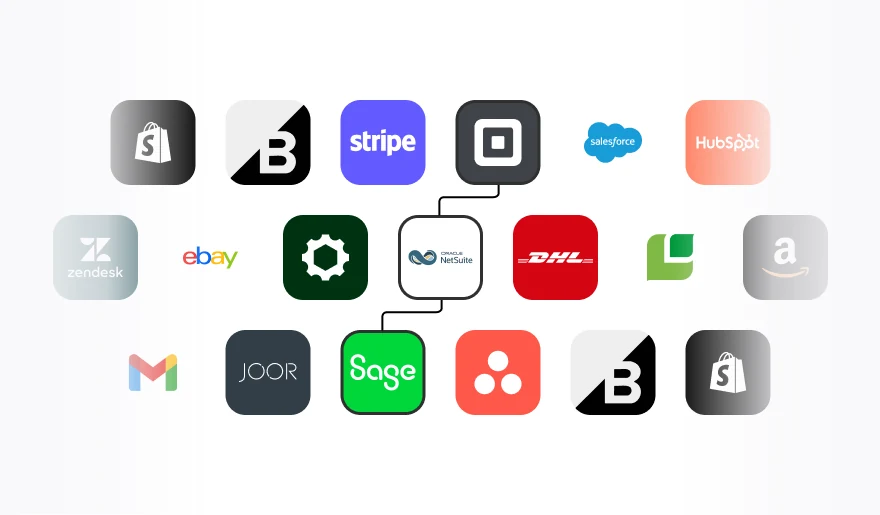 S
B
stripe
salesforce
HubSpot
zendesk
ebay
ORACLE
NetSuite
DHL
a
M
JOOR
Sage
B
S